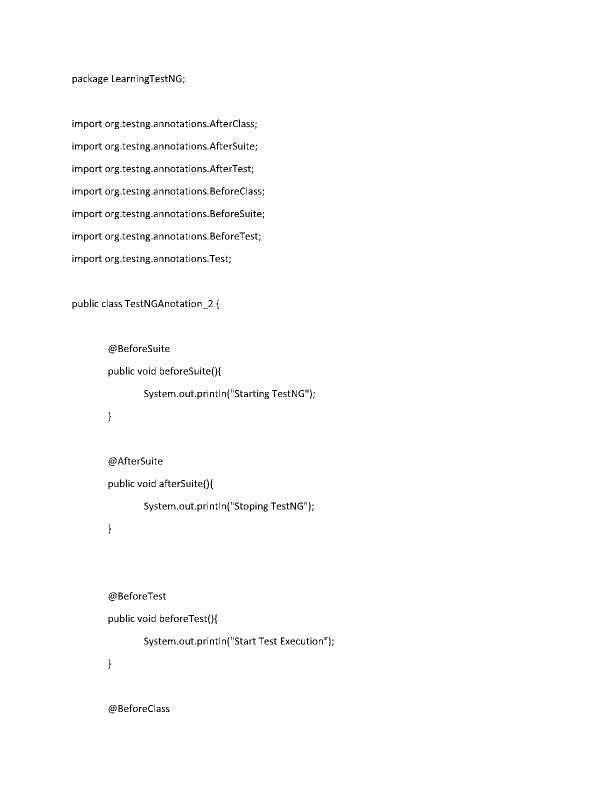 package LearningTestNG;
import org.testng.annotations.AfterClass;
import org.testng.annotations.AfterSuite;
import org.testng.annotations.AfterTest;
import org.testng.annotations.BeforeClass;
import org.testng.annotations.BeforeSuite;
import org.testng.annotations.BeforeTest;
import org.testng.annotations.Test;
public class TestNGAnotation_2 {
@BeforeSuite
public void beforeSuite(){
System.out.println("Starting TestNG");
}
@AfterSuite
public void afterSuite(){
System.out.println("Stoping TestNG");
}
@BeforeTest
public void beforeTest(){
System.out.println("Start Test Execution");
}
@BeforeClass